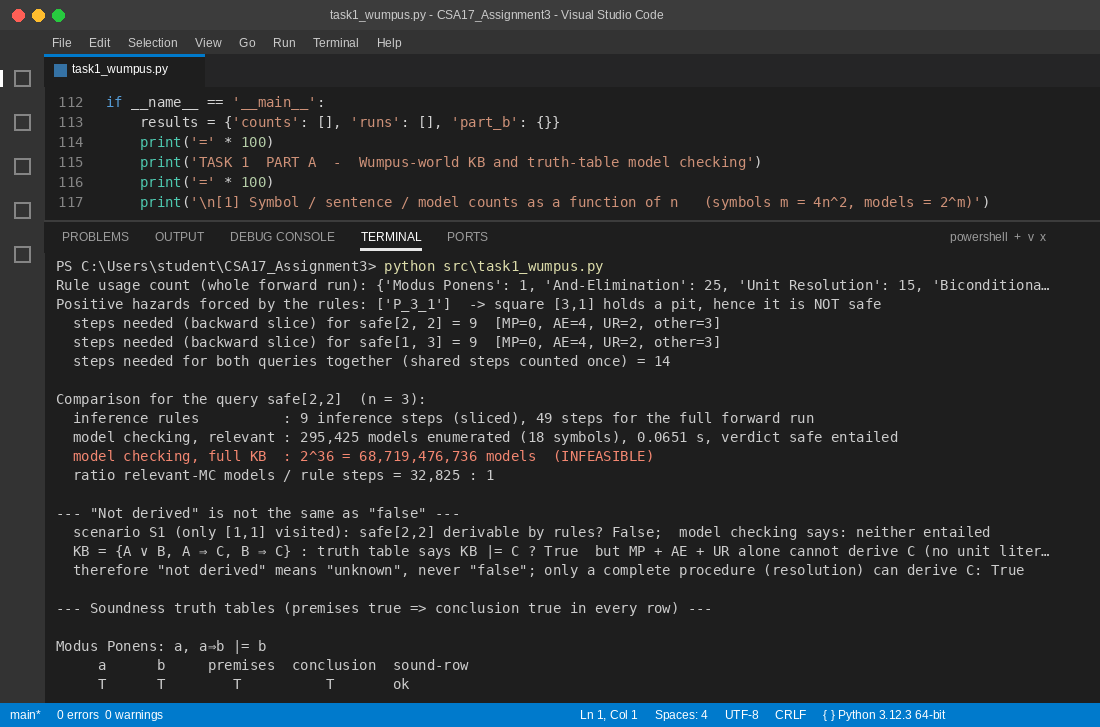 task1_wumpus.py - CSA17_Assignment3 - Visual Studio Code
File Edit Selection View Go Run Terminal Help
task1_wumpus.py
112 if __name__ == '__main__':
113     results = {'counts': [], 'runs': [], 'part_b': {}}
114     print('=' * 100)
115     print('TASK 1  PART A  -  Wumpus-world KB and truth-table model checking')
116     print('=' * 100)
117     print('\n[1] Symbol / sentence / model counts as a function of n   (symbols m = 4n^2, models = 2^m)')
PROBLEMS OUTPUT DEBUG CONSOLE TERMINAL PORTS powershell + v x
PS C:\Users\student\CSA17_Assignment3> python src\task1_wumpus.py
Rule usage count (whole forward run): {'Modus Ponens': 1, 'And-Elimination': 25, 'Unit Resolution': 15, 'Biconditiona…
Positive hazards forced by the rules: ['P_3_1']  -> square [3,1] holds a pit, hence it is NOT safe
  steps needed (backward slice) for safe[2, 2] = 9  [MP=0, AE=4, UR=2, other=3]
  steps needed (backward slice) for safe[1, 3] = 9  [MP=0, AE=4, UR=2, other=3]
  steps needed for both queries together (shared steps counted once) = 14
Comparison for the query safe[2,2]  (n = 3):
  inference rules          : 9 inference steps (sliced), 49 steps for the full forward run
  model checking, relevant : 295,425 models enumerated (18 symbols), 0.0651 s, verdict safe entailed
  model checking, full KB  : 2^36 = 68,719,476,736 models  (INFEASIBLE)
  ratio relevant-MC models / rule steps = 32,825 : 1
--- "Not derived" is not the same as "false" ---
  scenario S1 (only [1,1] visited): safe[2,2] derivable by rules? False;  model checking says: neither entailed
  KB = {A ∨ B, A ⇒ C, B ⇒ C} : truth table says KB |= C ? True  but MP + AE + UR alone cannot derive C (no unit liter…
  therefore "not derived" means "unknown", never "false"; only a complete procedure (resolution) can derive C: True
--- Soundness truth tables (premises true => conclusion true in every row) ---
Modus Ponens: a, a⇒b |= b
     a      b     premises  conclusion  sound-row
     T      T        T          T       ok
main* 0 errors 0 warnings Ln 1, Col 1 Spaces: 4 UTF-8 CRLF { } Python 3.12.3 64-bit